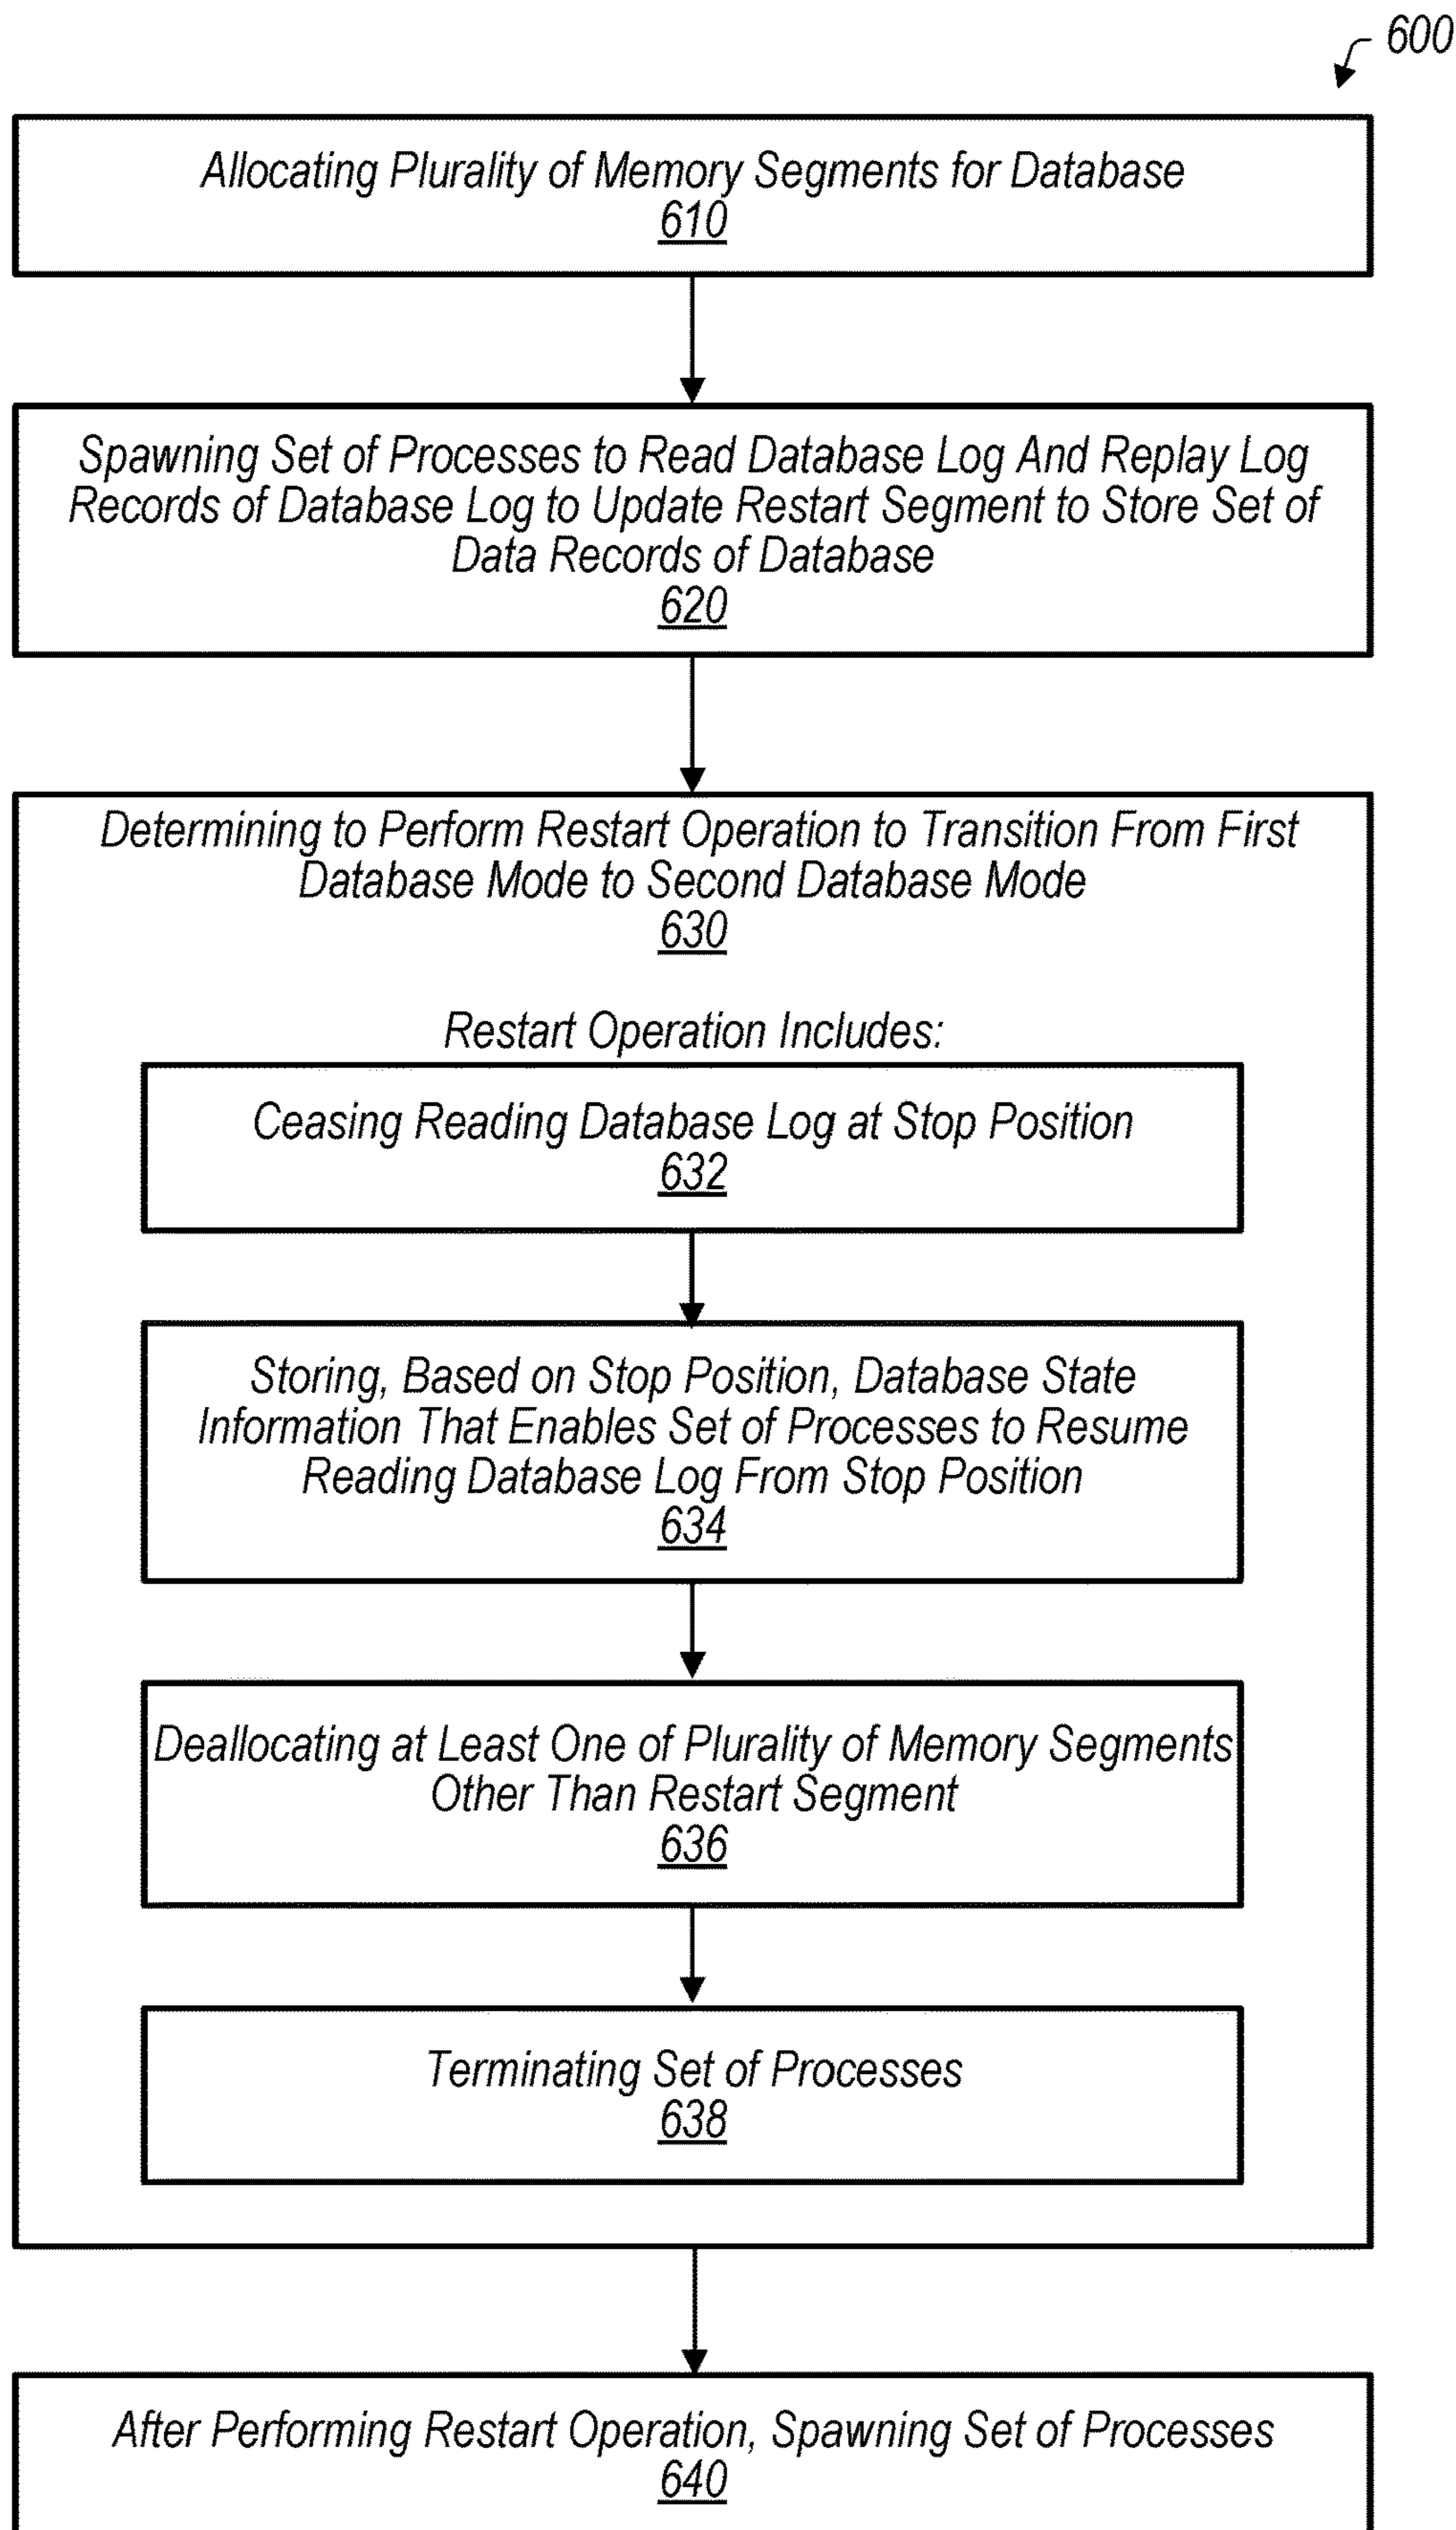 600
Allocating Plurality of Memory Segments for Database
610
Spawning Set of Processes to Read Database Log And Replay Log
Records of Database Log to Update Restart Segment to Store Set of
Data Records of Database
620
Determining to Perform Restart Operation to Transition From First
Database Mode to Second Database Mode
630
Restart Operation Includes:
Ceasing Reading Database Log at Stop Position
632
Storing, Based on Stop Position, Database State
Information That Enables Set of Processes to Resume
Reading Database Log From Stop Position
634
Deallocating at Least One of Plurality of Memory Segments
Other Than Restart Segment
636
Terminating Set of Processes
638
After Performing Restart Operation, Spawning Set of Processes
640